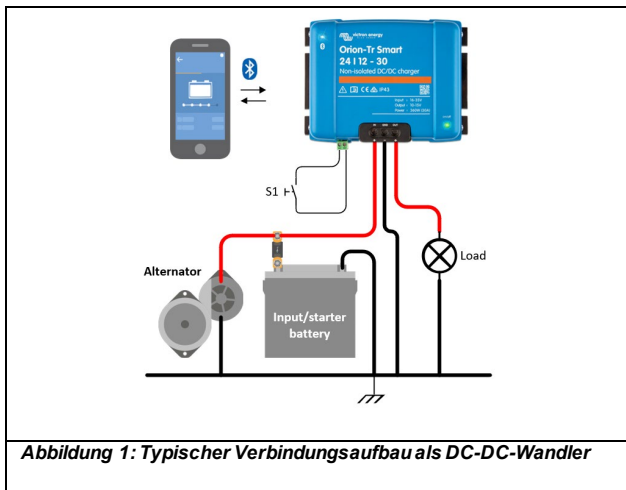 victron energy
Orion-Tr Smart
24 | 12 - 30
Non-isolated DC/DC charger
IP43
S1
Alternator
Input/starter
battery
Load
Abbildung 1: Typischer Verbindungsaufbau als DC-DC-Wandler